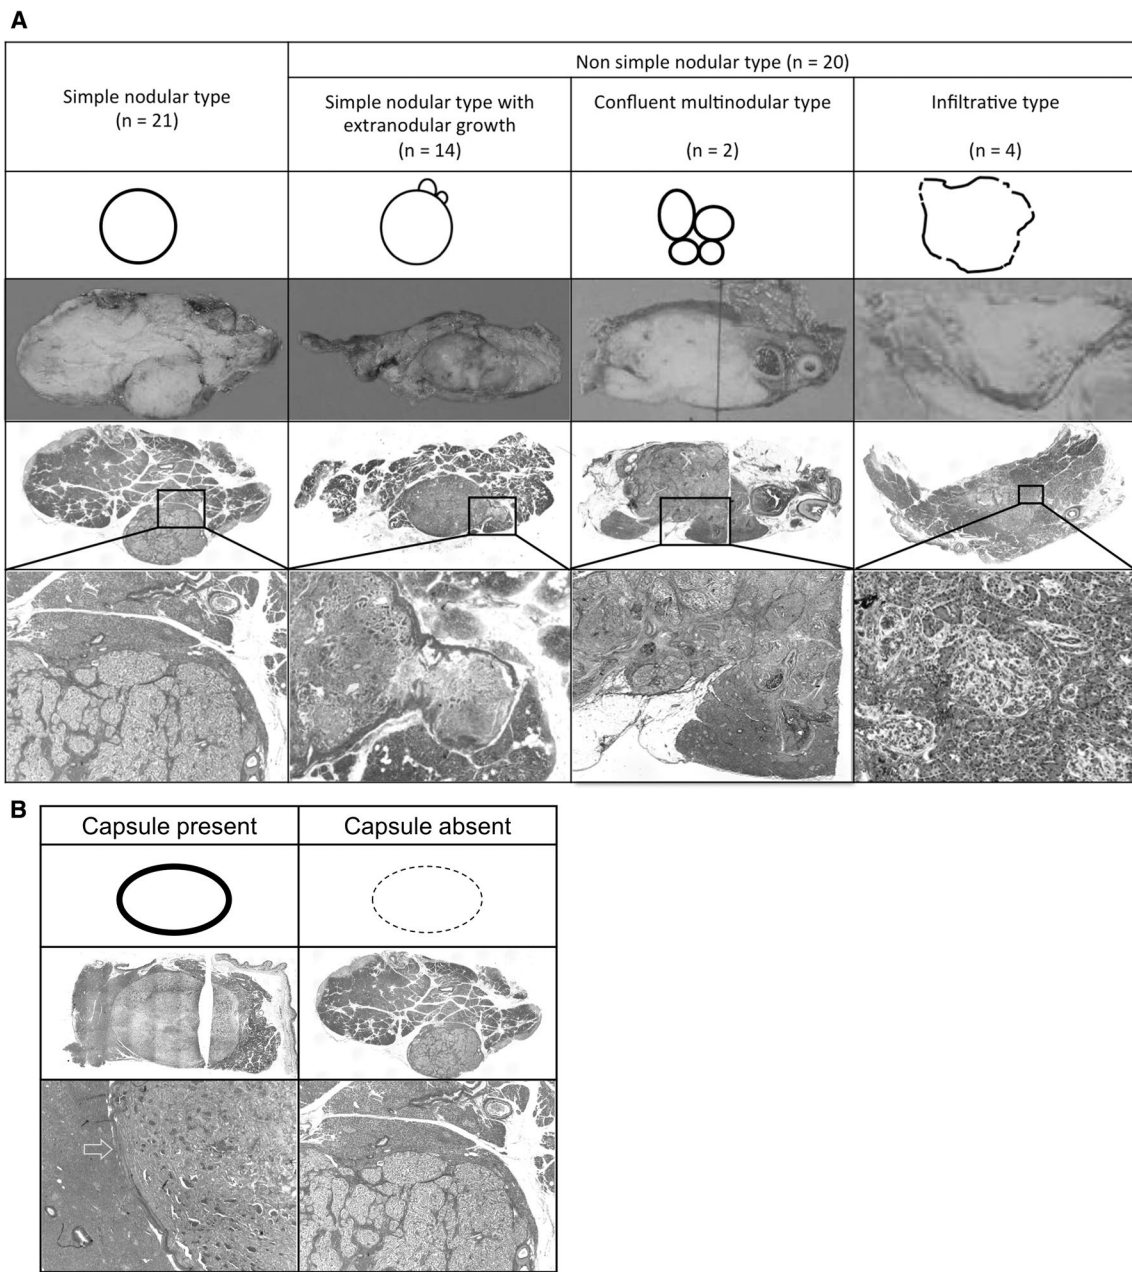 A
Non simple nodular type (n = 20)
Simple nodular type
(n = 21)
Simple nodular type with
extranodular growth
(n = 14)
Confluent multinodular type
(n = 2)
Infiltrative type
(n = 4)
B
Capsule present
Capsule absent